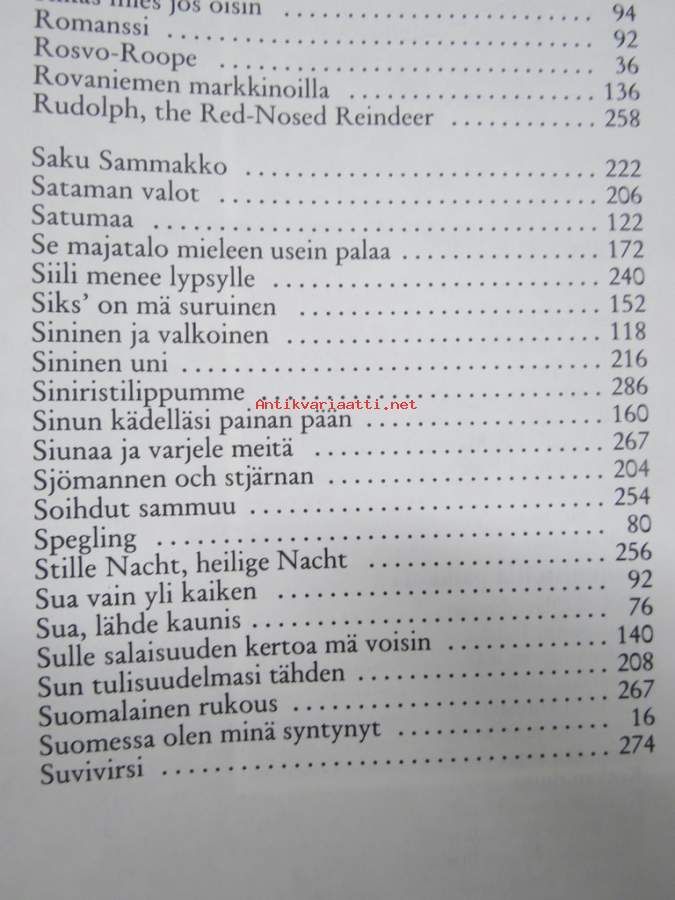 mies jos oisin . . . . . . . . . . . . . . . . . . . . . . . . 94
Romanssi . . . . . . . . . . . . . . . . . . . . . . . . . . . . . . . . 92
Rosvo-Roope . . . . . . . . . . . . . . . . . . . . . . . . . . . . 36
Rovaniemen markkinoilla . . . . . . . . . . . . . . . . . . . 136
Rudolph, the Red-Nosed Reindeer . . . . . . . . . . . . 258
Saku Sammakko . . . . . . . . . . . . . . . . . . . . . . . . . . . 222
Sataman valot . . . . . . . . . . . . . . . . . . . . . . . . . . . . . 206
Satumaa . . . . . . . . . . . . . . . . . . . . . . . . . . . . . . . . . . 122
Se majatalo mieleen usein palaa . . . . . . . . . . . . . . . 172
Siili menee lypsylle . . . . . . . . . . . . . . . . . . . . . . . . . 240
Siks' on mä suruinen . . . . . . . . . . . . . . . . . . . . . . . 152
Sininen ja valkoinen . . . . . . . . . . . . . . . . . . . . . . . . 118
Sininen uni . . . . . . . . . . . . . . . . . . . . . . . . . . . . . . . 216
Siniristilippumme . . . . . . . . . . . . . . . . . . . . . . . . . . 286
Antikvariaatti.net
Sinun kädelläsi painan pään . . . . . . . . . . . . . . . . . . 160
Siunaa ja varjele meitä . . . . . . . . . . . . . . . . . . . . . . 267
Sjömannen och stjärnan . . . . . . . . . . . . . . . . . . . . . 204
Soihdut sammuu . . . . . . . . . . . . . . . . . . . . . . . . . . . 254
Spegling . . . . . . . . . . . . . . . . . . . . . . . . . . . . . . . . . . 80
Stille Nacht, heilige Nacht . . . . . . . . . . . . . . . . . . 256
Sua vain yli kaiken . . . . . . . . . . . . . . . . . . . . . . . . . 92
Sua, lähde kaunis . . . . . . . . . . . . . . . . . . . . . . . . . . . 76
Sulle salaisuuden kertoa mä voisin . . . . . . . . . . . . 140
Sun tulisuudelmasi tähden . . . . . . . . . . . . . . . . . . . 208
Suomalainen rukous . . . . . . . . . . . . . . . . . . . . . . . . 267
Suomessa olen minä syntynyt . . . . . . . . . . . . . . . . 16
Suvivirsi . . . . . . . . . . . . . . . . . . . . . . . . . . . . . . . . . . 274